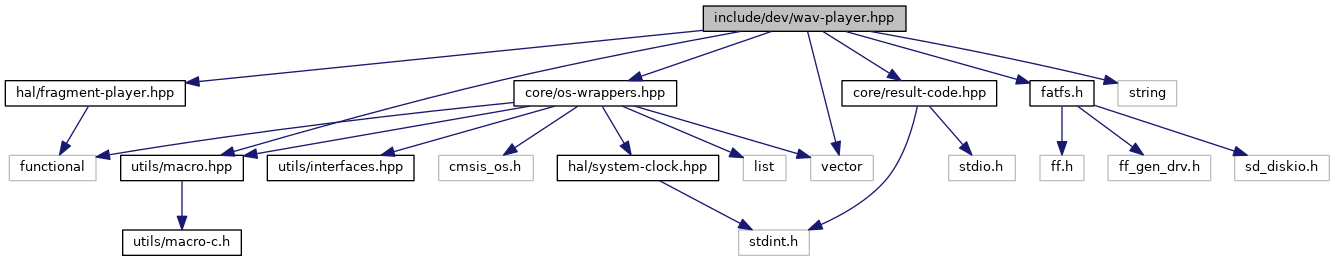 include/dev/wav-player.hpp
hal/fragment-player.hpp
core/os-wrappers.hpp
core/result-code.hpp
fatfs.h
string
functional
utils/macro.hpp
utils/interfaces.hpp
cmsis_os.h
hal/system-clock.hpp
list
vector
stdio.h
ff.h
ff_gen_drv.h
sd_diskio.h
utils/macro-c.h
stdint.h